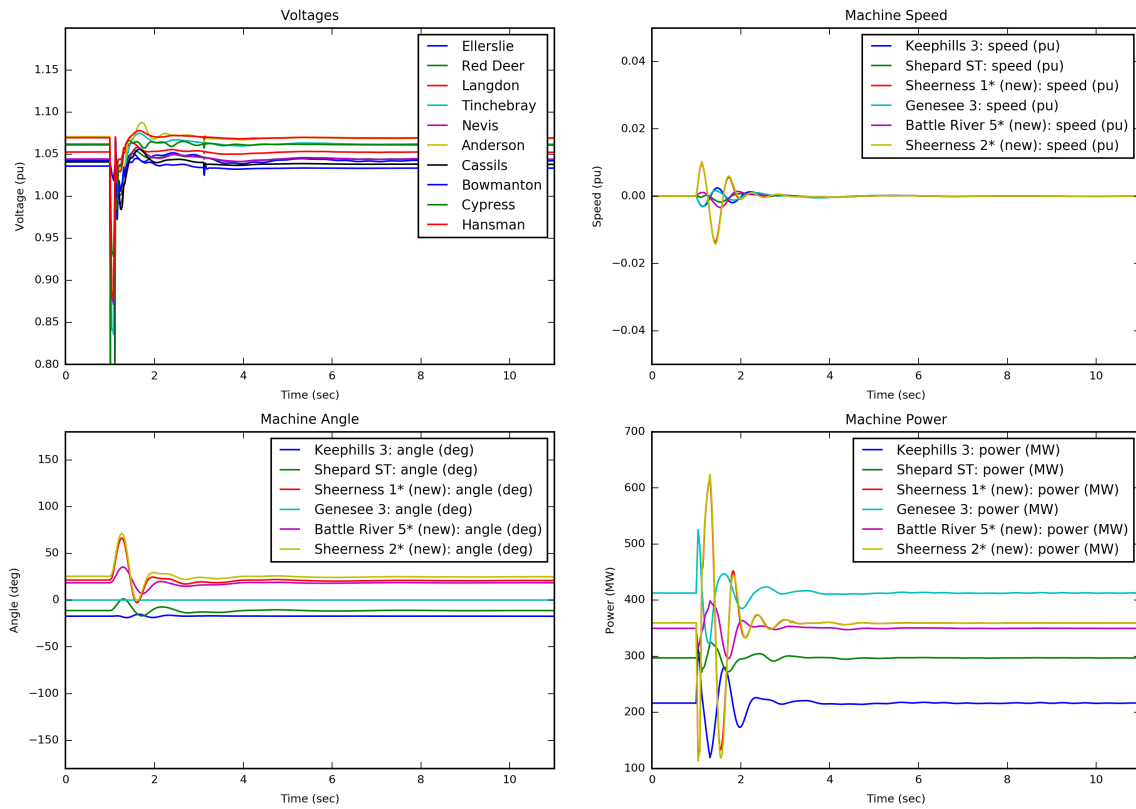 Voltages
1.15
1.10
1.05
1.00
0.95
0.90
0.85
0.80
Voltage (pu)
0 2 4 6 8 10
Time (sec)
Ellerslie
Red Deer
Langdon
Tinchebray
Nevis
Anderson
Cassils
Bowmanton
Cypress
Hansman
Machine Speed
0.04
0.02
0.00
−0.02
−0.04
Speed (pu)
0 2 4 6 8 10
Time (sec)
Keephills 3: speed (pu)
Shepard ST: speed (pu)
Sheerness 1* (new): speed (pu)
Genesee 3: speed (pu)
Battle River 5* (new): speed (pu)
Sheerness 2* (new): speed (pu)
Machine Angle
150
100
50
0
−50
−100
−150
Angle (deg)
0 2 4 6 8 10
Time (sec)
Keephills 3: angle (deg)
Shepard ST: angle (deg)
Sheerness 1* (new): angle (deg)
Genesee 3: angle (deg)
Battle River 5* (new): angle (deg)
Sheerness 2* (new): angle (deg)
Machine Power
700
600
500
400
300
200
100
Power (MW)
0 2 4 6 8 10
Time (sec)
Keephills 3: power (MW)
Shepard ST: power (MW)
Sheerness 1* (new): power (MW)
Genesee 3: power (MW)
Battle River 5* (new): power (MW)
Sheerness 2* (new): power (MW)